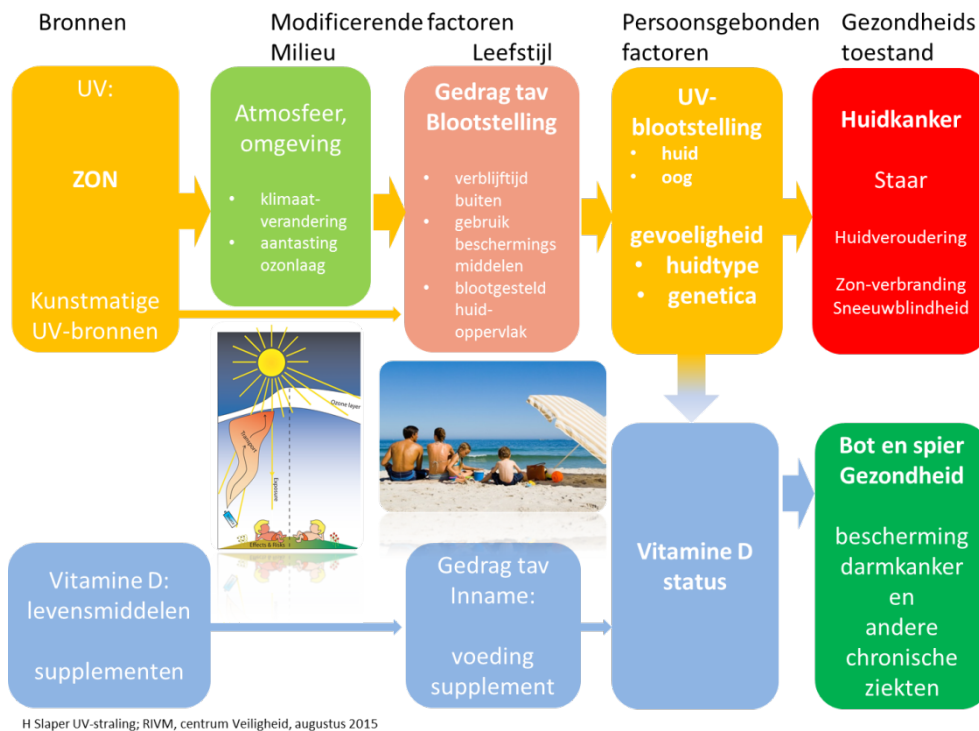 Bronnen
Modificerende factoren
Milieu
Leefstijl
Persoonsgebonden
factoren
Gezondheids
toestand
UV:
ZON
Kunstmatige
UV-bronnen
Atmosfeer,
omgeving
• klimaat-
verandering
• aantasting
ozonlaag
Gedrag tav
Blootstelling
• verblijftijd
buiten
• gebruik
beschermings
middelen
• blootgesteld
huid-
oppervlak
UV-
blootstelling
• huid
• oog
gevoeligheid
• huidtype
• genetica
Huidkanker
Staar
Huidveroudering
Zon-verbranding
Sneeuwblindheid
Ozone layer
Transport
Exposure
Effects & Risks
Vitamine D:
levensmiddelen
supplementen
Gedrag tav
Inname:
voeding
supplement
Vitamine D
status
Bot en spier
Gezondheid
bescherming
darmkanker
en
andere
chronische
ziekten
H Slaper UV-straling; RIVM, centrum Veiligheid, augustus 2015